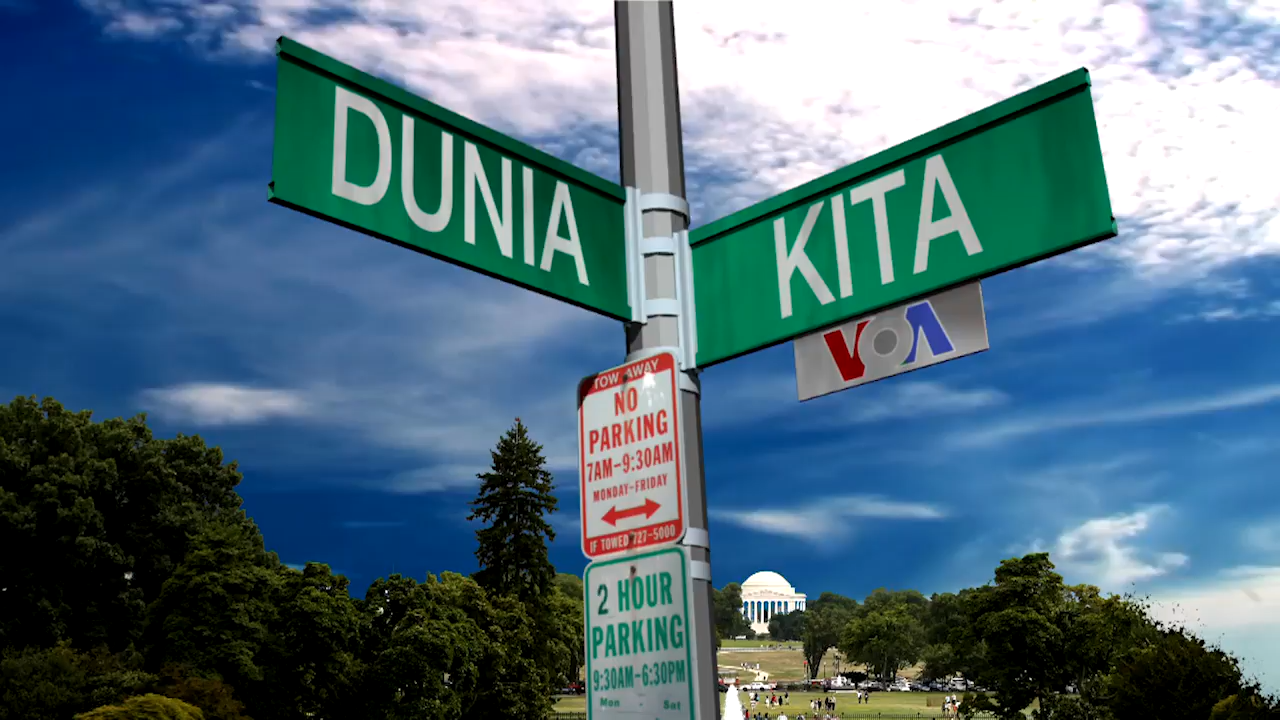 DUNIA
KITA
VOA
TOW AWAY
NO
PARKING
7AM-9:30AM
MONDAY-FRIDAY
IF TOWED 727-5000
2 HOUR
PARKING
9:30AM-6:30PM
Mon Sat